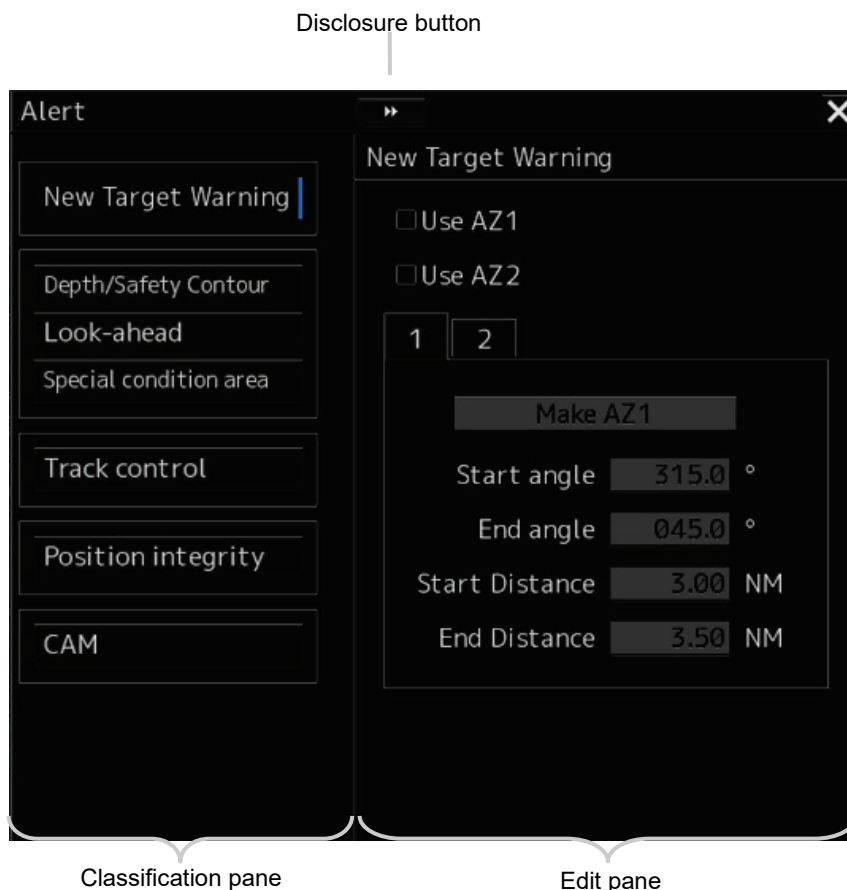 Disclosure button
Alert
New Target Warning
New Target Warning
Depth/Safety Contour
Look-ahead
Special condition area
Track control
Position integrity
CAM
Use AZ1
Use AZ2
1 2
Make AZ1
Start angle 315.0 °
End angle 045.0 °
Start Distance 3.00 NM
End Distance 3.50 NM
Classification pane
Edit pane